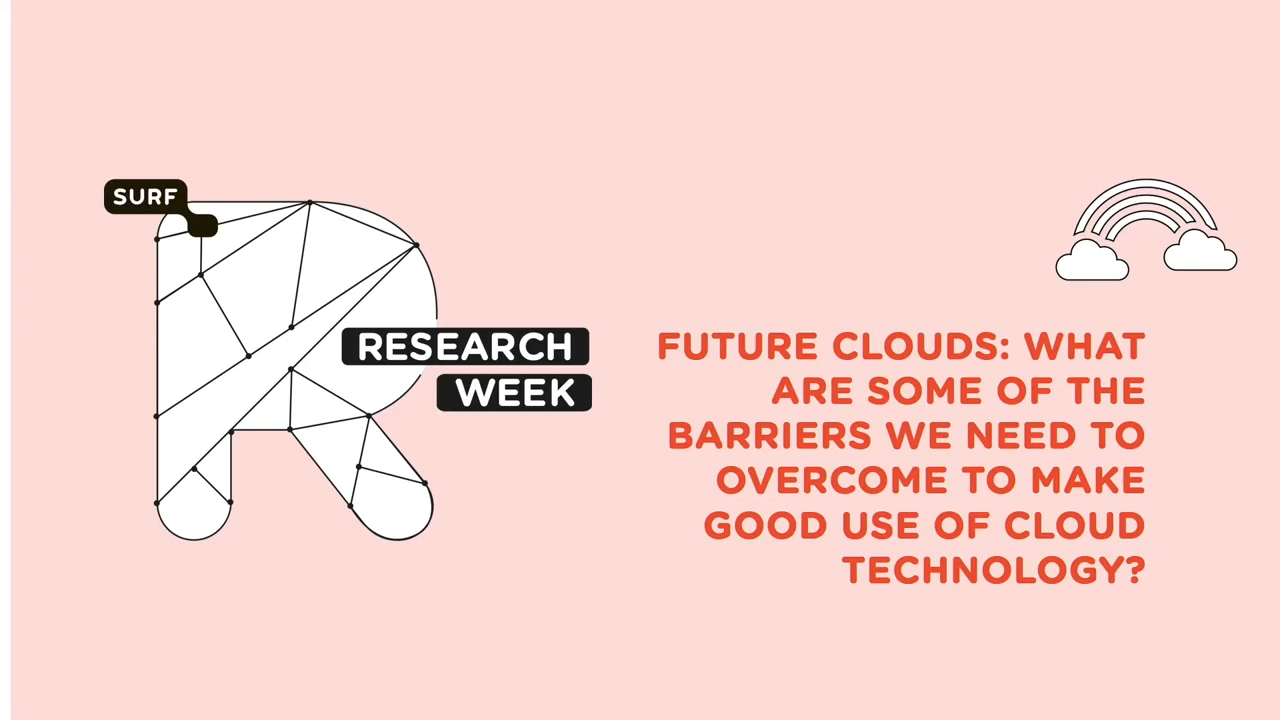 SURF
RESEARCH
WEEK
FUTURE CLOUDS: WHAT
ARE SOME OF THE
BARRIERS WE NEED TO
OVERCOME TO MAKE
GOOD USE OF CLOUD
TECHNOLOGY?